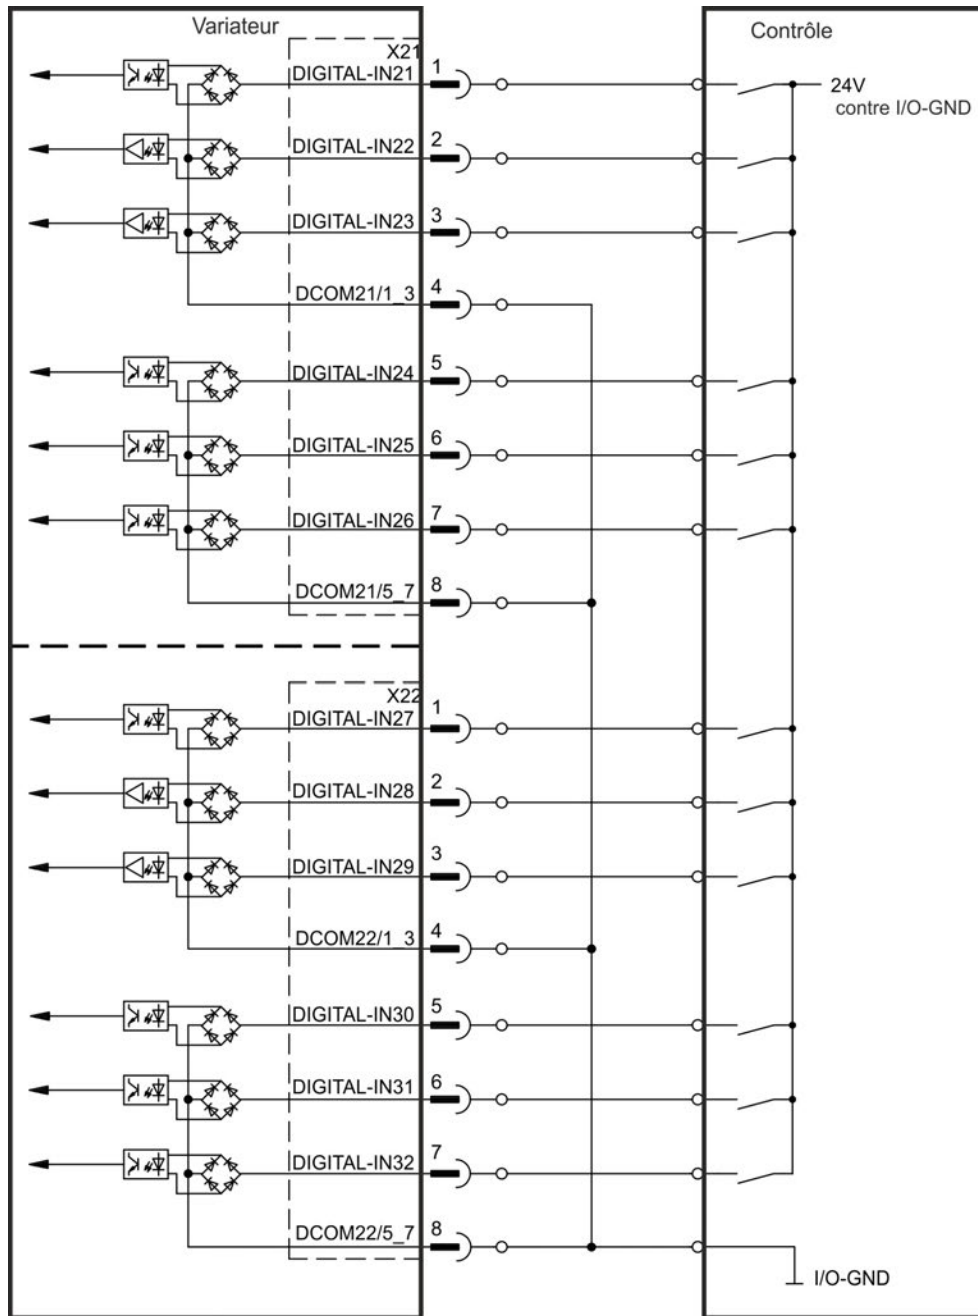 Variateur
Contrôle
X21
DIGITAL-IN21 1
24V
contre I/O-GND
DIGITAL-IN22 2
DIGITAL-IN23 3
DCOM21/1_3 4
DIGITAL-IN24 5
DIGITAL-IN25 6
DIGITAL-IN26 7
DCOM21/5_7 8
X22
DIGITAL-IN27 1
DIGITAL-IN28 2
DIGITAL-IN29 3
DCOM22/1_3 4
DIGITAL-IN30 5
DIGITAL-IN31 6
DIGITAL-IN32 7
DCOM22/5_7 8
I/O-GND